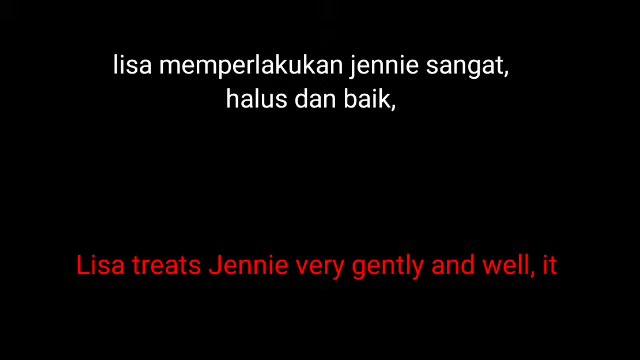 lisa memperlakukan jennie sangat,
halus dan baik,
Lisa treats Jennie very gently and well, it